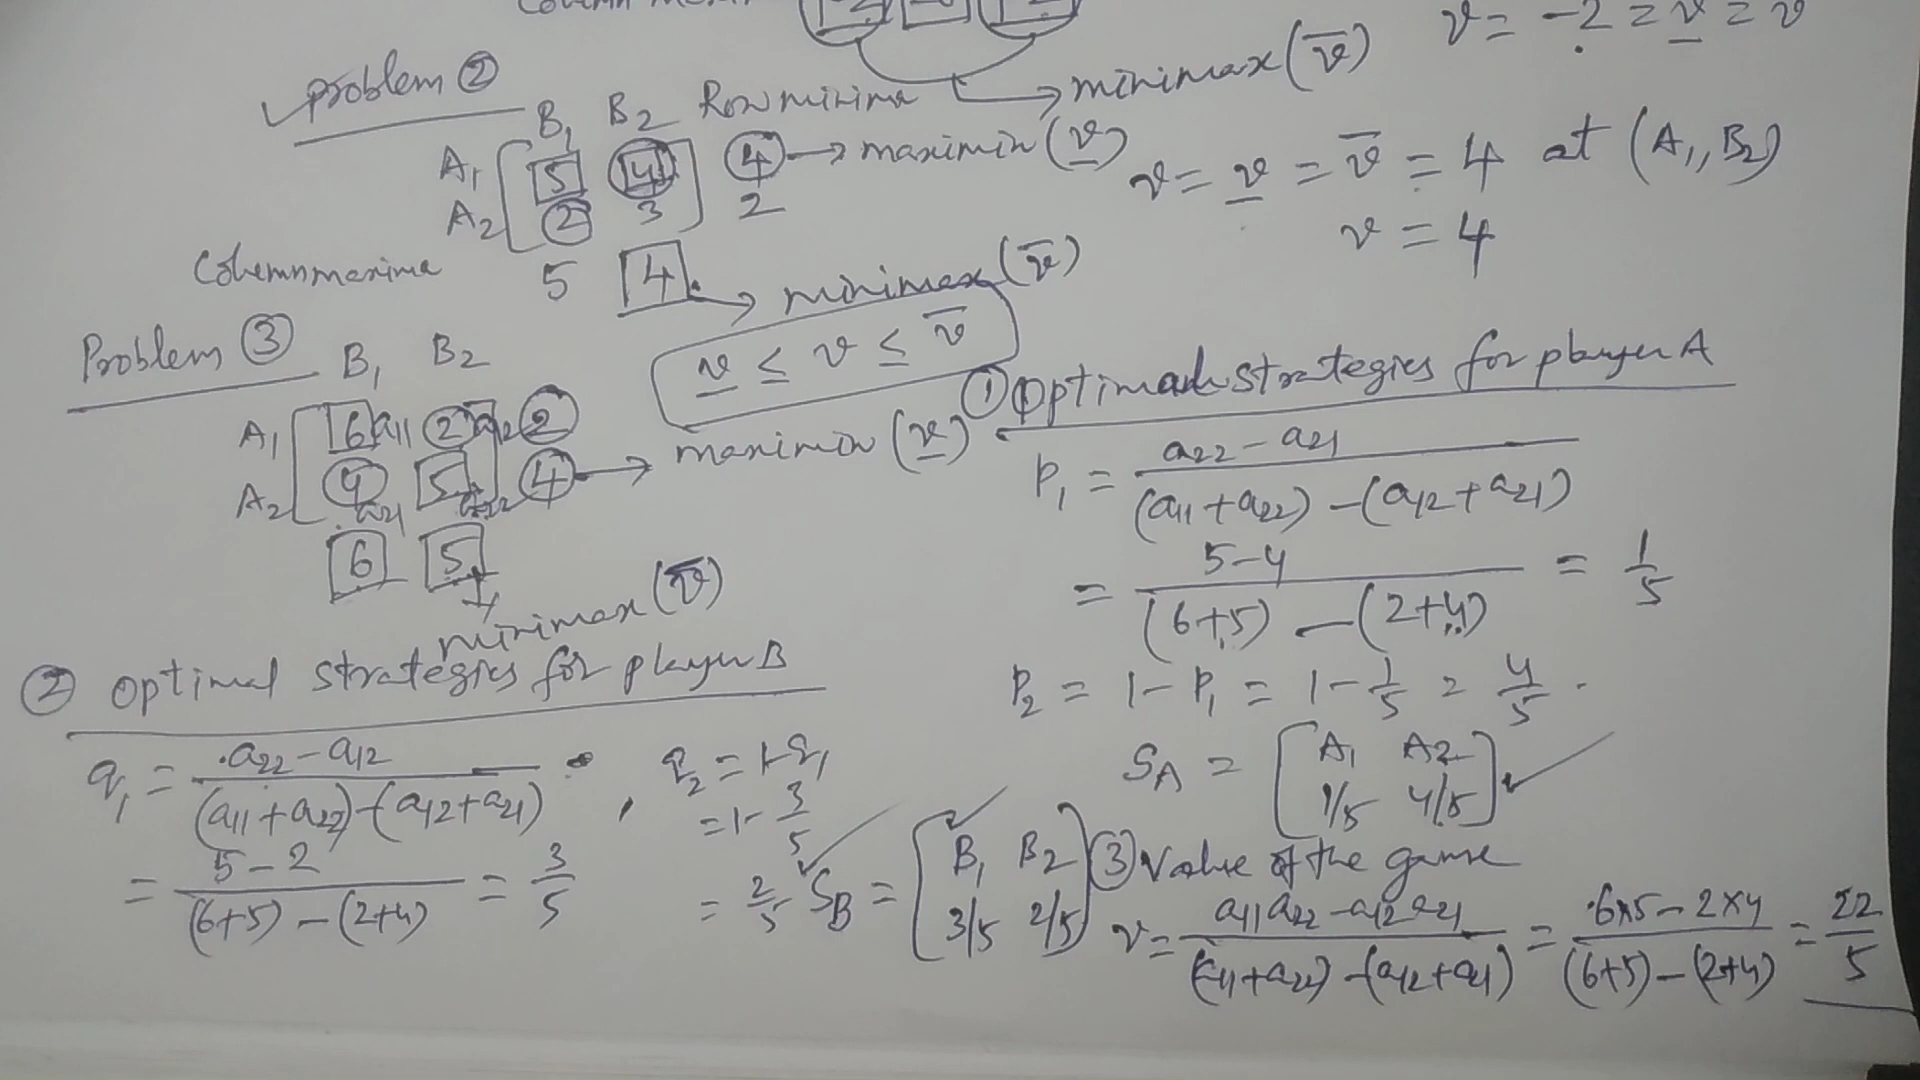 v = -2 = v = v
Problem ②
B1 B2 Row minima → minimax (v̅)
A1 [ 5 4 ] 4 → maximin (v)
A2 [ 2 3 ] 2
v = v = v̅ = 4 at (A1, B2)
v = 4
Column maxima 5 4 → minimax (v̅)
Problem ③
B1 B2
v ≤ v ≤ v̅
A1 [ 6 a11 2 a12 ] 2
A2 [ 4 a21 5 a22 ] 4 → maximin (v)
6 5
minimax (v̅)
① Optimal strategies for player A
P1 = a22 - a21 / (a11 + a22) - (a12 + a21)
= 5-4 / (6+5) - (2+4) = 1/5
P2 = 1 - P1 = 1 - 1/5 = 4/5
SA = [ A1 A2
1/5 4/5 ]
② Optimal strategies for player B
q1 = a22 - a12 / (a11 + a22) - (a12 + a21) , q2 = 1 - q1
= 5-2 / (6+5) - (2+4) = 3/5
= 1 - 3/5
= 2/5
SB = [ B1 B2
3/5 2/5 ]
③ Value of the game
v = a11 a22 - a12 a21 / (a11 + a22) - (a12 + a21) = 6x5 - 2x4 / (6+5) - (2+4) = 22/5